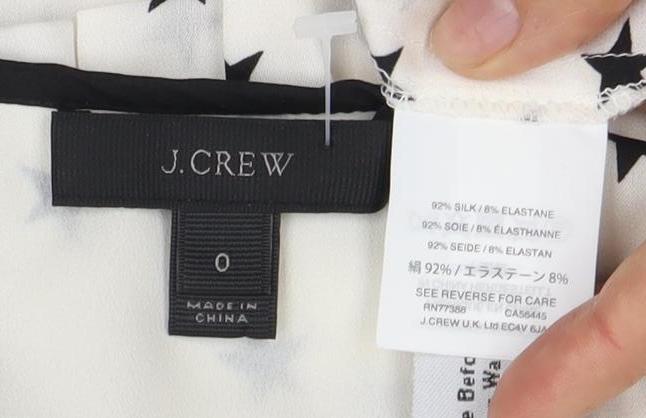 J.CREW
0
MADE IN
CHINA
92% SILK / 8% ELASTANE
92% SOIE / 8% ÉLASTHANNE
92% SEIDE / 8% ELASTAN
絹 92% / エラステーン 8%
SEE REVERSE FOR CARE
RN77388 CA56445
J.CREW U.K. Ltd EC4V 6JA